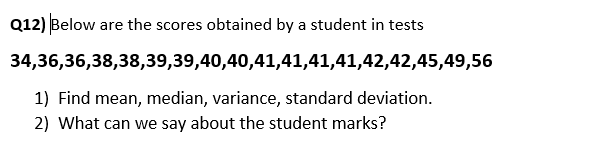 Q12) Below are the scores obtained by a student in tests
34,36,36,38,38,39,39,40,40,41,41,41,41,42,42,45,49,56
1) Find mean, median, variance, standard deviation.
2) What can we say about the student marks?